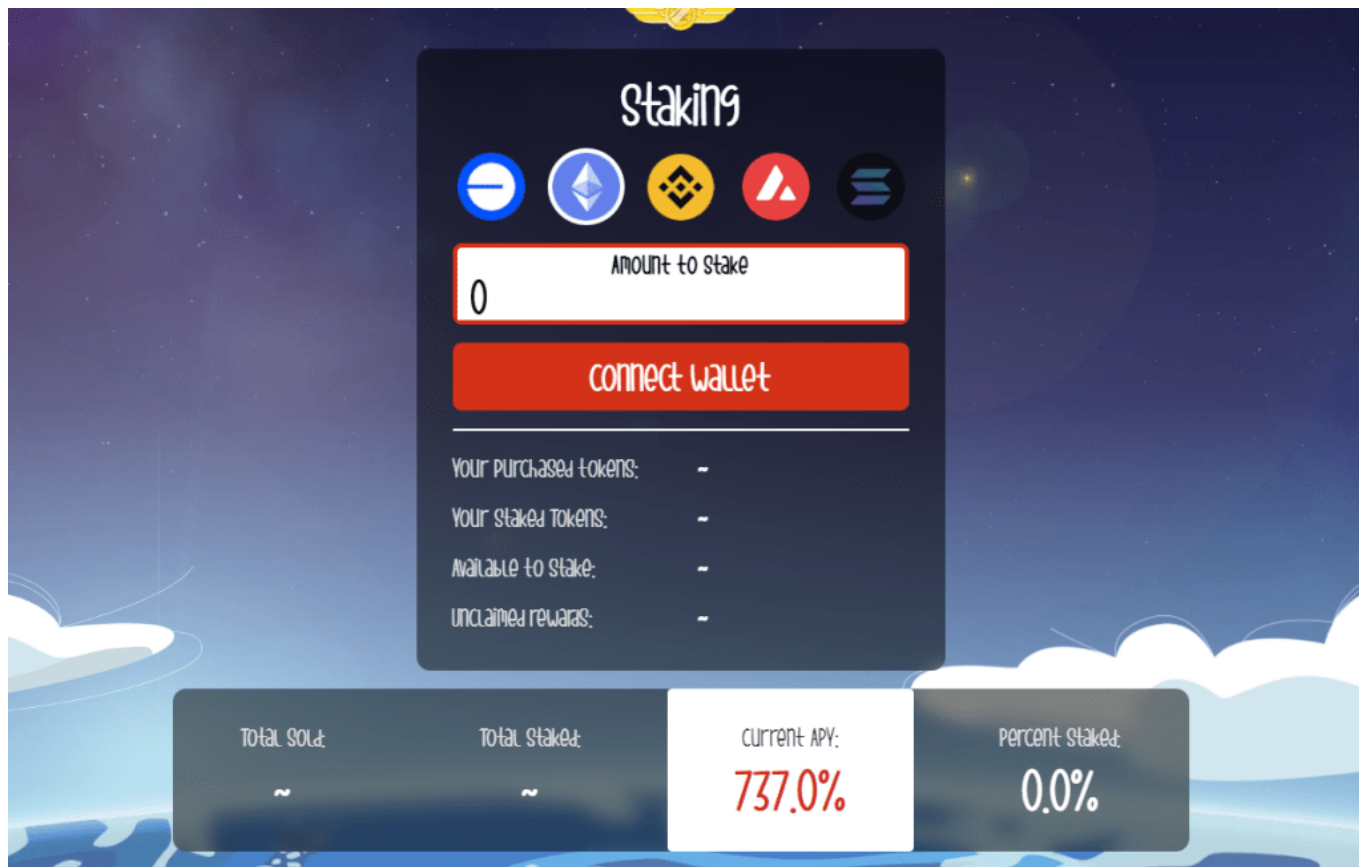 Staking
Amount to Stake
0
Connect Wallet
Your Purchased Tokens: ~
Your Staked Tokens: ~
Available to Stake: ~
Unclaimed rewards: ~
Total Sold: Total Staked: Current APY: Percent Staked:
~ ~ 737.0% 0.0%